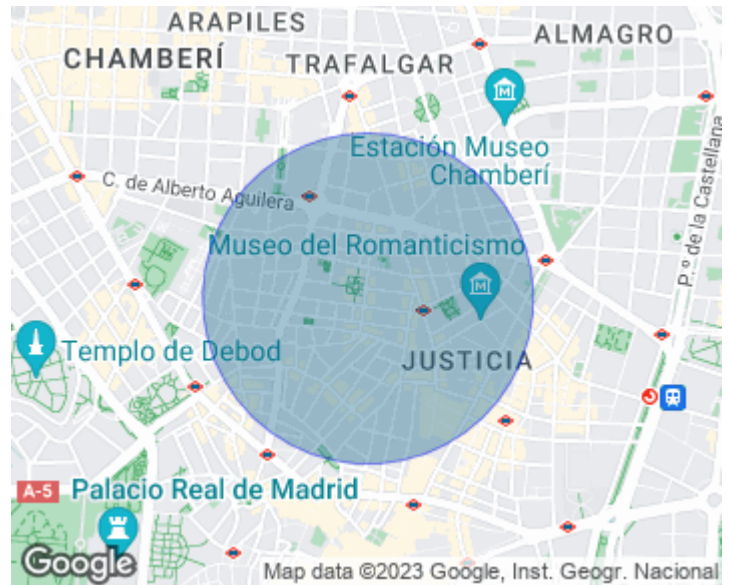 ARAPILES
ALMAGRO
CHAMBERÍ
TRAFALGAR
Estación Museo
Chamberí
C. de Alberto Aguilera
P.º de la Castellana
Museo del Romanticismo
Templo de Debod
JUSTICIA
A-5
Palacio Real de Madrid
Google
Map data ©2023 Google, Inst. Geogr. Nacional